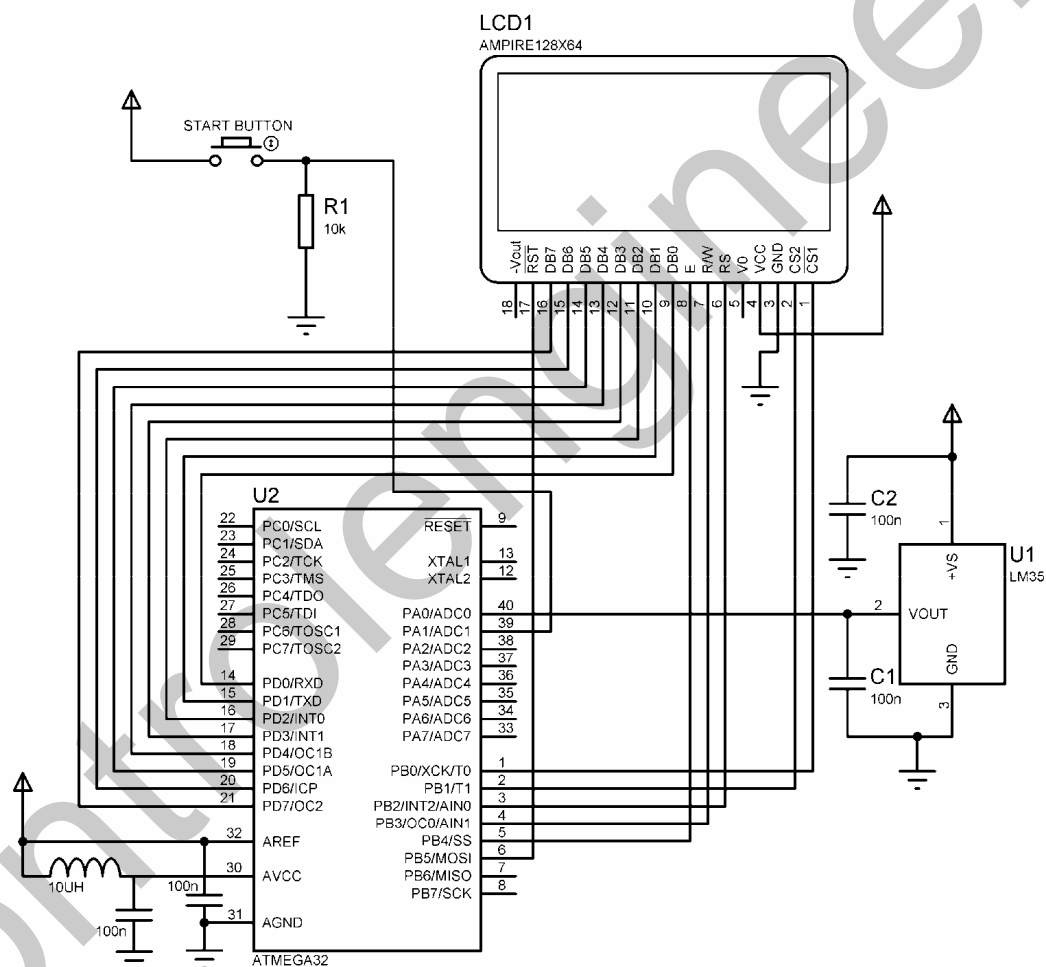 LCD1
AMPIRE128X64
START BUTTON
R1
10k
-Vout
RST
DB7
DB6
DB5
DB4
DB3
DB2
DB1
DB0
E
R/W
RS
V0
VCC
GND
CS2
CS1
18
17
16
15
14
13
12
11
10
9
8
7
6
5
4
3
2
1
U2
22 PC0/SCL
23 PC1/SDA
24 PC2/TCK
25 PC3/TMS
26 PC4/TDO
27 PC5/TDI
28 PC6/TOSC1
29 PC7/TOSC2
14 PD0/RXD
15 PD1/TXD
16 PD2/INT0
17 PD3/INT1
18 PD4/OC1B
19 PD5/OC1A
20 PD6/ICP
21 PD7/OC2
32 AREF
30 AVCC
31 AGND
RESET 9
XTAL1 13
XTAL2 12
PA0/ADC0 40
PA1/ADC1 39
PA2/ADC2 38
PA3/ADC3 37
PA4/ADC4 36
PA5/ADC5 35
PA6/ADC6 34
PA7/ADC7 33
PB0/XCK/T0 1
PB1/T1 2
PB2/INT2/AIN0 3
PB3/OC0/AIN1 4
PB4/SS 5
PB5/MOSI 6
PB6/MISO 7
PB7/SCK 8
ATMEGA32
10UH
100n
100n
C2
100n
C1
100n
U1
LM35
1
+VS
2
VOUT
GND
3
ontrolengineer